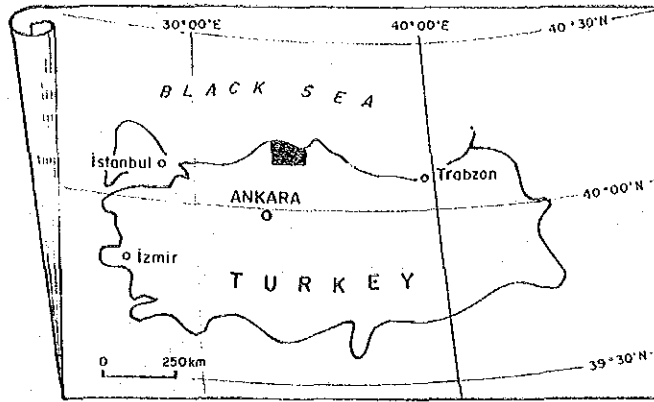 30°00'E
40°00'E
40°30'N
BLACK SEA
İstanbul
Trabzon
ANKARA
40°00'N
İzmir
TURKEY
0 250km
39°30'N